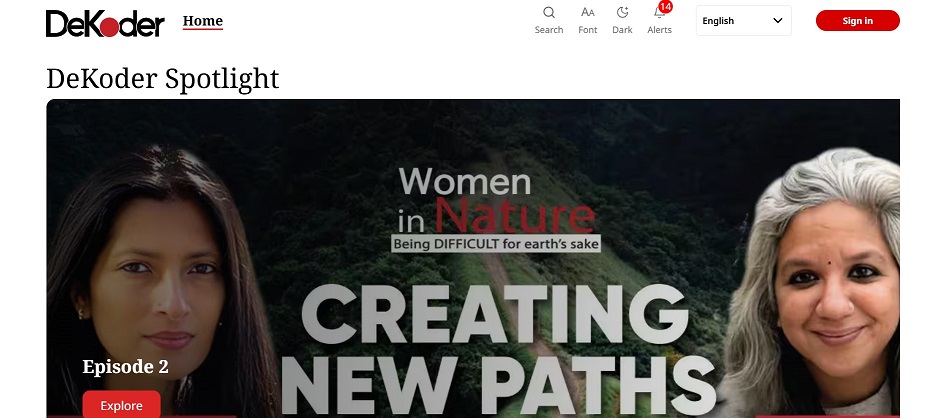 DeKoder
Home
Search
Font
Dark
14
Alerts
English
Sign in
DeKoder Spotlight
Women
in Nature
Being DIFFICULT for earth's sake
CREATING
NEW PATHS
Episode 2
Explore